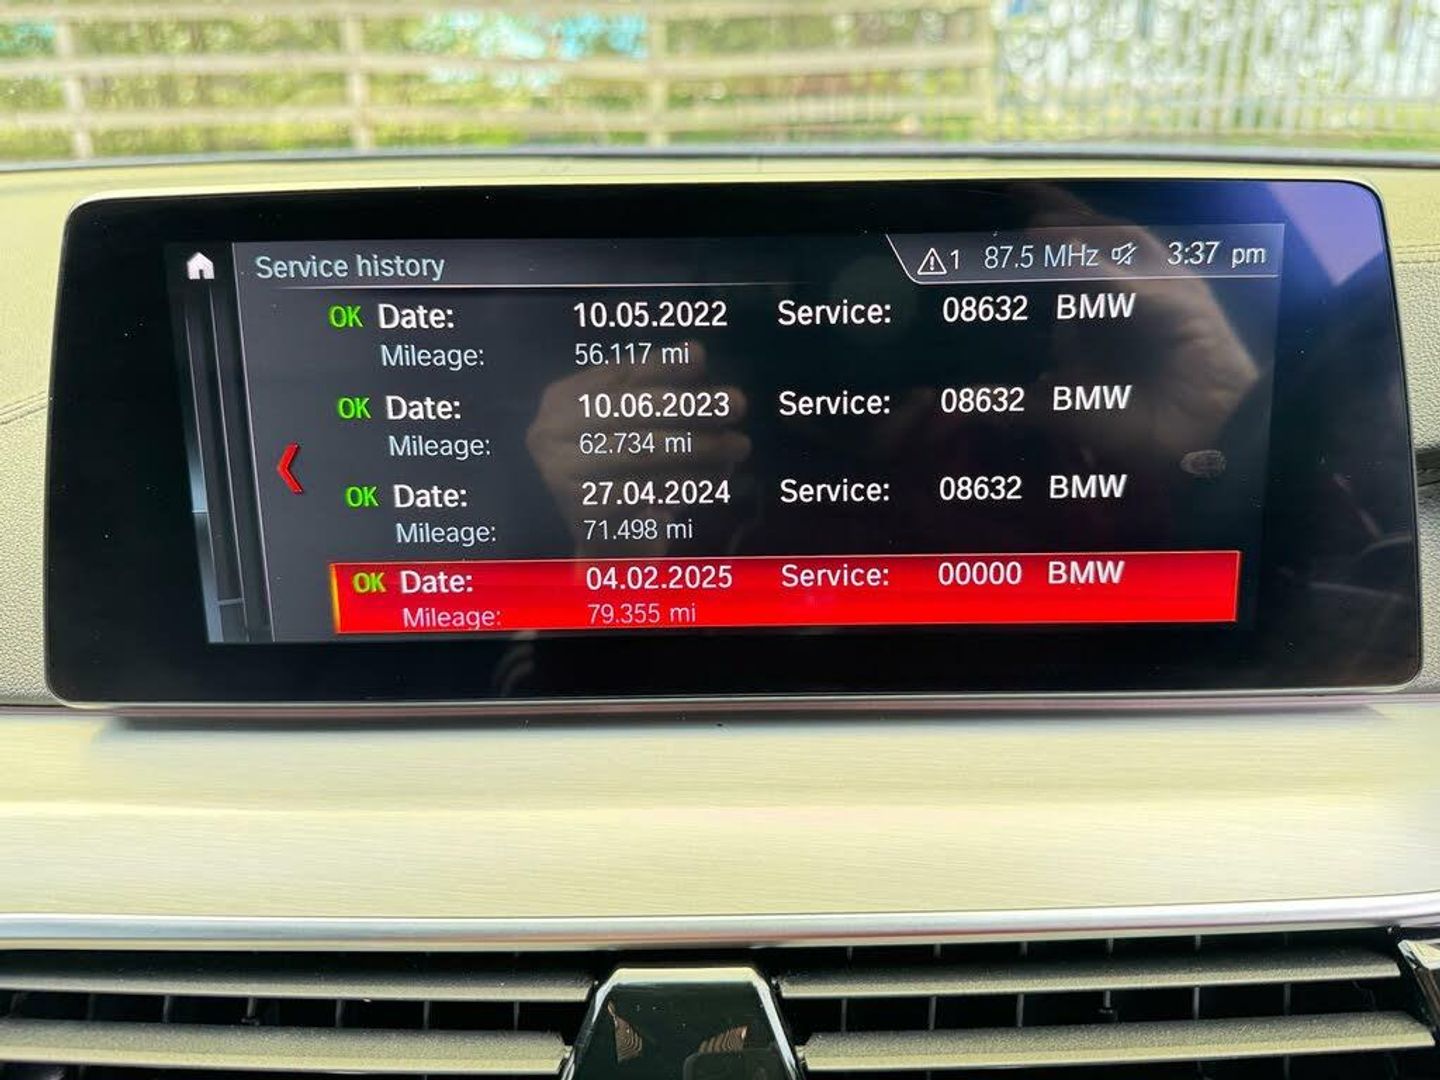 Service history
1 87.5 MHz 3:37 pm
OK Date: 10.05.2022 Service: 08632 BMW
Mileage: 56.117 mi
OK Date: 10.06.2023 Service: 08632 BMW
Mileage: 62.734 mi
OK Date: 27.04.2024 Service: 08632 BMW
Mileage: 71.498 mi
OK Date: 04.02.2025 Service: 00000 BMW
Mileage: 79.355 mi